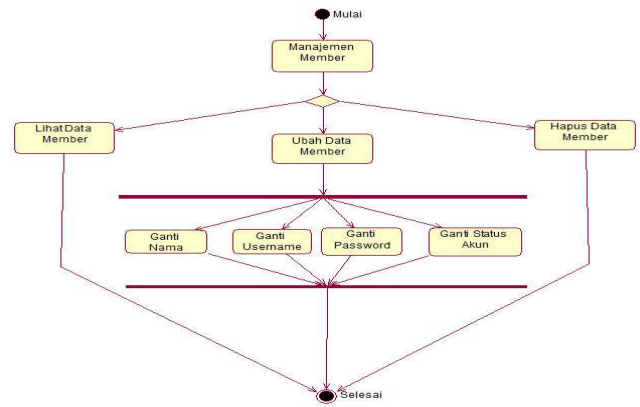 Mulai
Manajemen
Member
Lihat Data
Member
Ubah Data
Member
Hapus Data
Member
Ganti
Nama
Ganti
Username
Ganti
Password
Ganti Status
Akun
Selesai